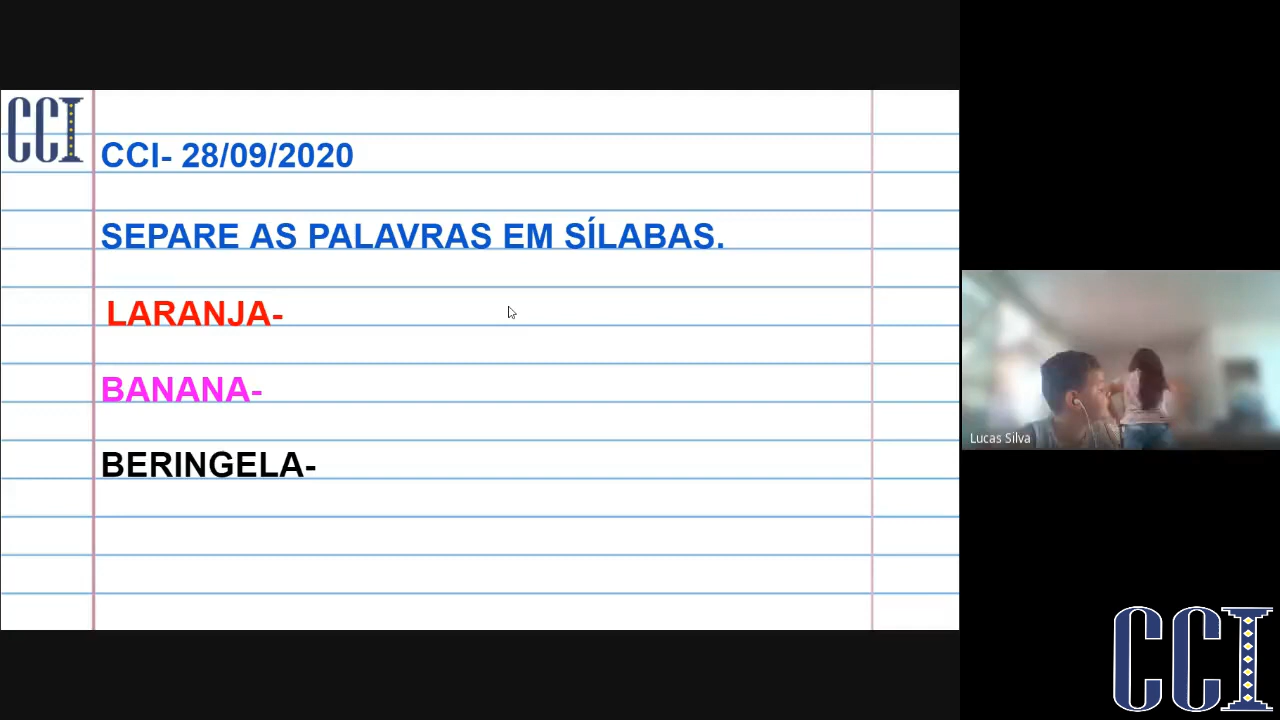 CCI
CCI- 28/09/2020
SEPARE AS PALAVRAS EM SÍLABAS.
LARANJA-
BANANA-
BERINGELA-
Lucas Silva
CCI